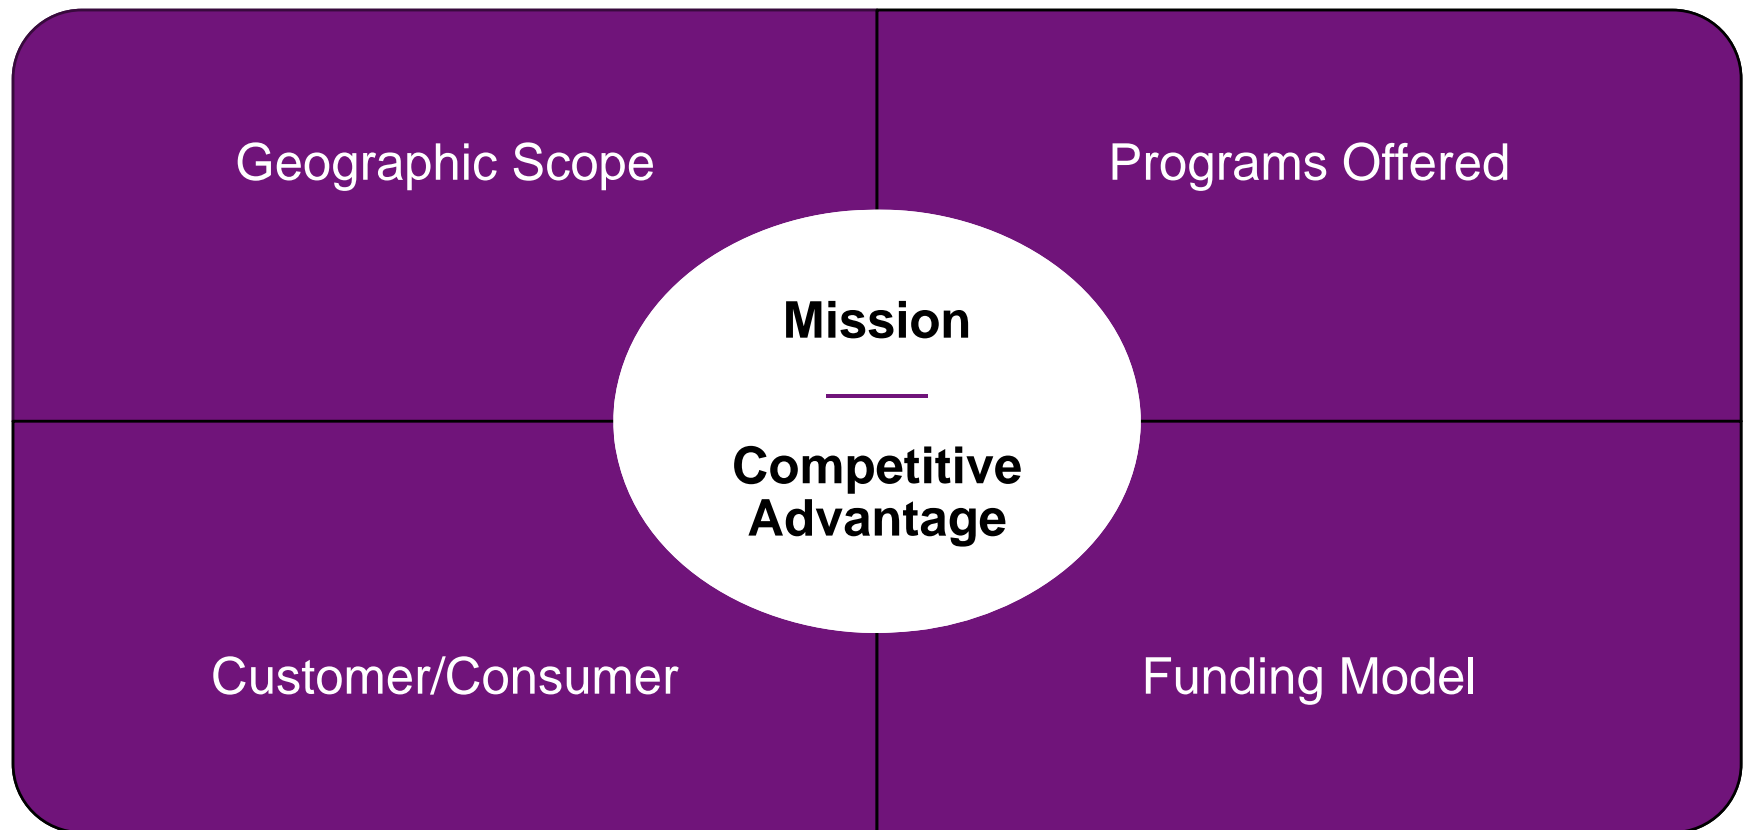 Geographic Scope
Programs Offered
Mission
Competitive
Advantage
Customer/Consumer
Funding Model